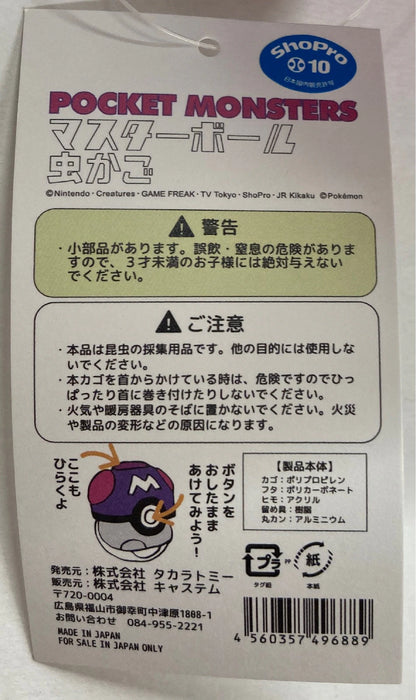 ShoPro
10
日本国内販売許可
POCKET MONSTERS
マスターボール
虫かご
©Nintendo・Creatures・GAME FREAK・TV Tokyo・ShoPro・JR Kikaku ©Pokémon
警告
・小部品があります。誤飲・窒息の危険がありま
すので、3才未満のお子様には絶対与えない
でください。
ご注意
・本品は昆虫の採集用品です。他の目的には使用しな
いでください。
・本カゴを首からかけている時は、危険ですのでひっ
ぱったり首に巻き付けたりしないでください。
・火気や暖房器具のそばに置かないでください。火災
や製品の変形などの原因になります。
ここも
ひらくよ
M
ボタンを
おしたまま
あけてみよう!
【製品本体】
カゴ:ポリプロピレン
フタ:ポリカーボネート
ヒモ:アクリル
留め具:樹脂
丸カン:アルミニウム
プラ
PP
タグ紐
紙
本紙
発売元:株式会社 タカラトミー
販売元:株式会社 キャステム
〒720-0004
広島県福山市御幸町中津原1808-1
お問い合わせ 084-955-2221
MADE IN JAPAN
FOR SALE IN JAPAN ONLY
4 560357 496889